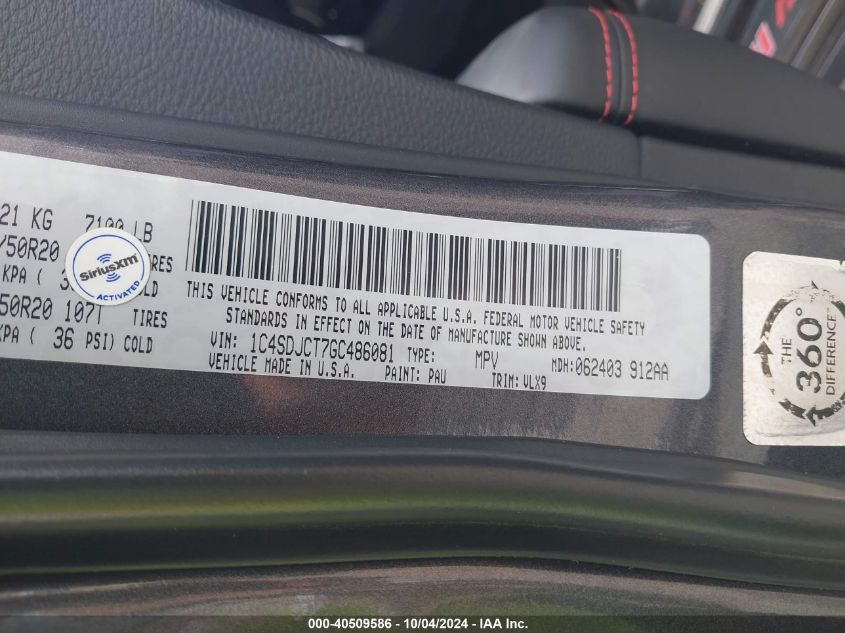 21 KG 7100 LB
/50R20 RES
KPA ( 3 LD
50R20 107T TIRES
KPA ( 36 PSI) COLD
SiriusXM
ACTIVATED
THIS VEHICLE CONFORMS TO ALL APPLICABLE U.S.A. FEDERAL MOTOR VEHICLE SAFETY
STANDARDS IN EFFECT ON THE DATE OF MANUFACTURE SHOWN ABOVE.
VIN: 1C4SDJCT7GC486081 TYPE: MPV MDH:062403 912AA
VEHICLE MADE IN U.S.A. PAINT: PAU TRIM: VLX9
THE
360°
DIFFERENCE
000-40509586 - 10/04/2024 - IAA Inc.